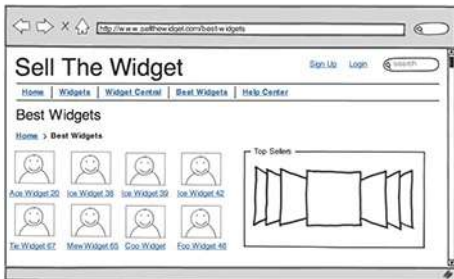 http://www.sellthewidget.com/best-widgets
Sell The Widget
Sign Up Login search
Home Widgets Widget Central Best Widgets Help Center
Best Widgets
Home > Best Widgets
Top Sellers
Ace Widget 20 Ice Widget 38 Ice Widget 39 Ice Widget 42
Tie Widget 67 Mew Widget 65 Coo Widget Foo Widget 48